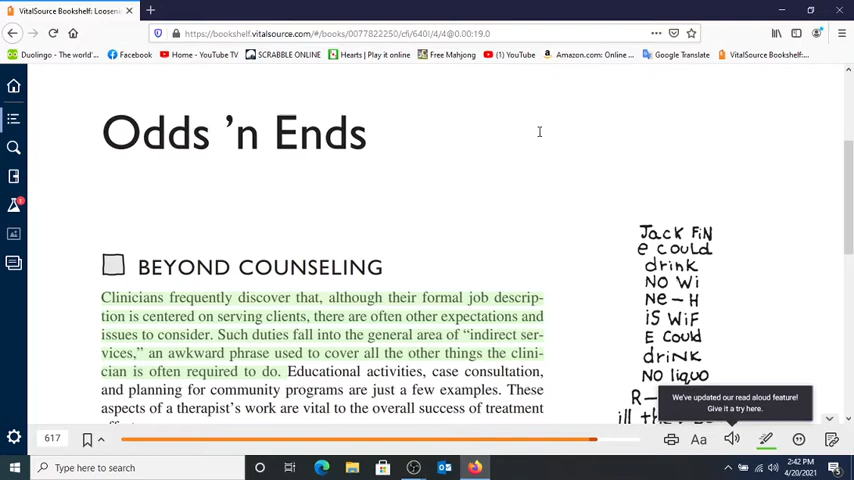 VitalSource Bookshelf: Loosenin
https://bookshelf.vitalsource.com/#/books/0077822250/cfi/640!/4/4@0.00:19.0
Duolingo - The world'... Facebook Home - YouTube TV SCRABBLE ONLINE Hearts | Play it online Free Mahjong (1) YouTube Amazon.com: Online ... Google Translate VitalSource Bookshelf:...
Odds 'n Ends
BEYOND COUNSELING
Clinicians frequently discover that, although their formal job descrip-
tion is centered on serving clients, there are often other expectations and
issues to consider. Such duties fall into the general area of “indirect ser-
vices,” an awkward phrase used to cover all the other things the clini-
cian is often required to do. Educational activities, case consultation,
and planning for community programs are just a few examples. These
aspects of a therapist's work are vital to the overall success of treatment
Jack FiN
e could
drink
NO Wi
Ne – H
is WiF
E Could
driNK
NO liquo
R –
ill the
We've updated our read aloud feature!
Give it a try here.
617
Aa
Type here to search
2:42 PM
4/20/2021
5